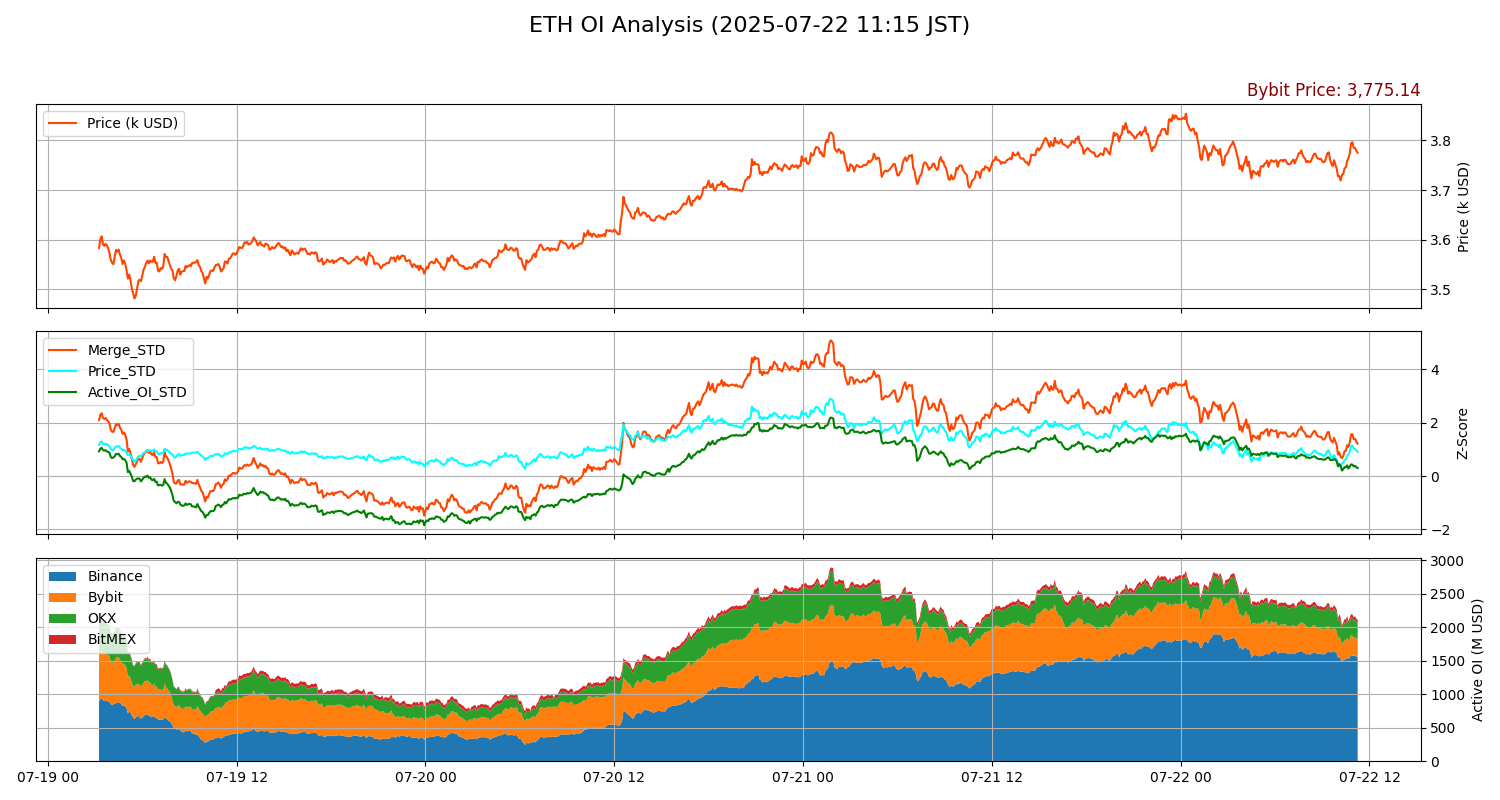 ETH OI Analysis (2025-07-22 11:15 JST)
Bybit Price: 3,775.14
Price (k USD)
3.8
3.7
3.6
3.5
Price (k USD)
Merge_STD
Price_STD
Active_OI_STD
4
2
0
−2
Z-Score
Binance
Bybit
OKX
BitMEX
3000
2500
2000
1500
1000
500
0
Active OI (M USD)
07-19 00
07-19 12
07-20 00
07-20 12
07-21 00
07-21 12
07-22 00
07-22 12